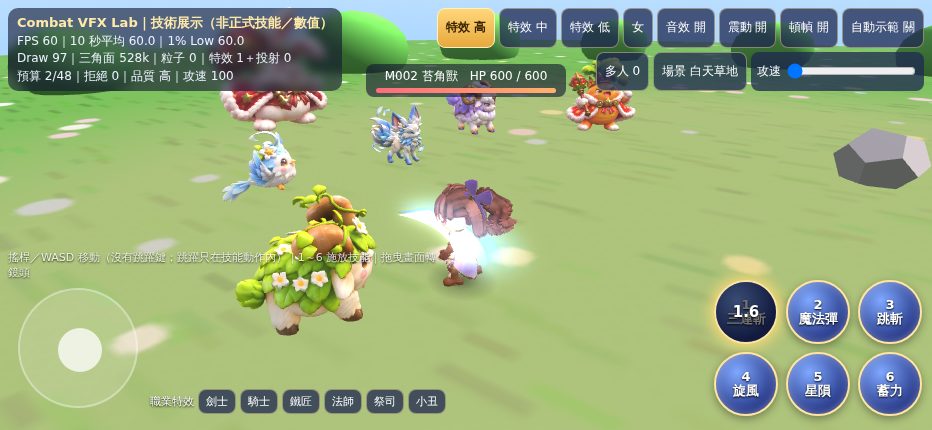 Combat VFX Lab | 技術展示（非正式技能／數值）
FPS 60｜10 秒平均 60.0｜1% Low 60.0
Draw 97｜三角面 528k｜粒子 0｜特效 1＋投射 0
預算 2/48｜拒絕 0｜品質 高｜攻速 100
特效 高
特效 中
特效 低
女
音效 開
震動 開
頓幀 開
自動示範 關
M002 苔角獸 HP 600 / 600
多人 0
場景 白天草地
攻速
搖桿／WASD 移動（沒有跳躍鍵；跳躍只在技能動作內）｜1～6 施放技能｜拖曳畫面轉
鏡頭
1.6
三連斬
2
魔法彈
3
跳斬
4
旋風
5
星隕
6
蓄力
職業特效
劍士
騎士
鐵匠
法師
祭司
小丑